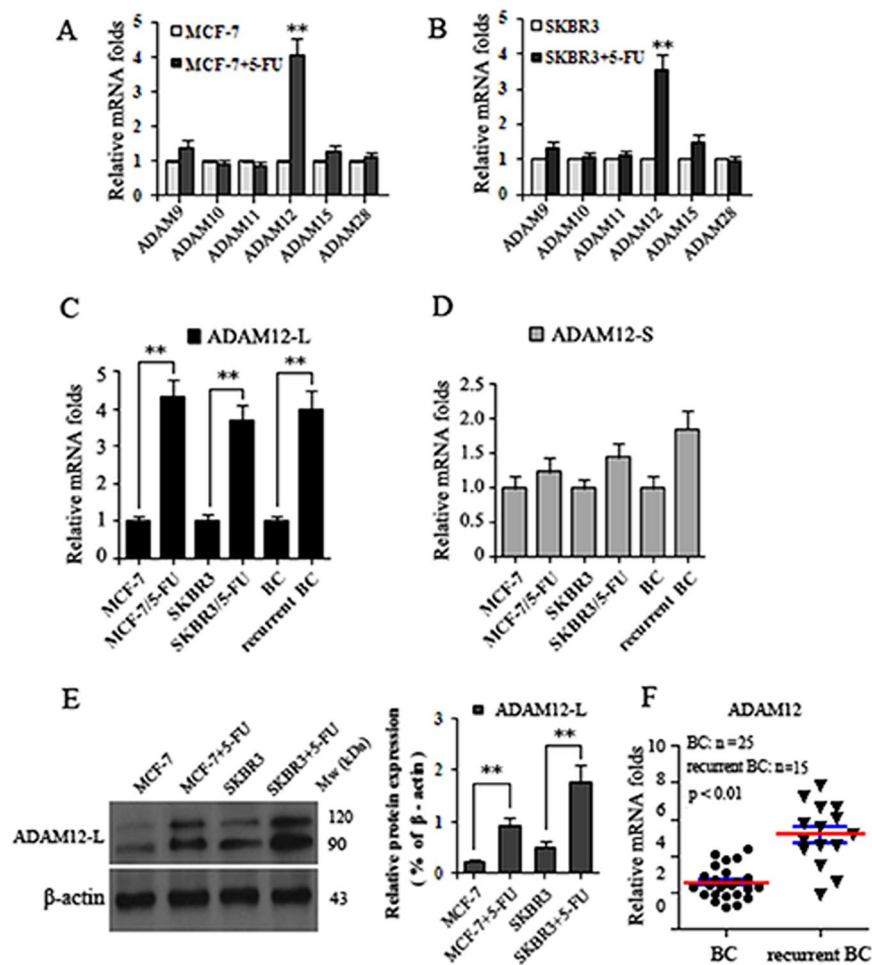 A
MCF-7
MCF-7+5-FU
**
Relative mRNA folds
5
4
3
2
1
0
ADAM9
ADAM10
ADAM11
ADAM12
ADAM15
ADAM28
B
SKBR3
SKBR3+5-FU
**
Relative mRNA folds
5
4
3
2
1
0
ADAM9
ADAM10
ADAM11
ADAM12
ADAM15
ADAM28
C
ADAM12-L
**
**
**
Relative mRNA folds
5
4
3
2
1
0
MCF-7
MCF-7/5-FU
SKBR3
SKBR3/5-FU
BC
recurrent BC
D
ADAM12-S
Relative mRNA folds
2.5
2.0
1.5
1.0
0.5
0
MCF-7
MCF-7/5-FU
SKBR3
SKBR3/5-FU
BC
recurrent BC
E
MCF-7
MCF-7+5-FU
SKBR3
SKBR3+5-FU
Mw (kDa)
ADAM12-L
120
90
β-actin
43
ADAM12-L
**
**
Relative protein expression
( % of β - actin )
3
2
1
0
MCF-7
MCF-7+5-FU
SKBR3
SKBR3+5-FU
F
ADAM12
BC: n=25
recurrent BC: n=15
p < 0.01
Relative mRNA folds
10
8
6
4
2
0
BC
recurrent BC